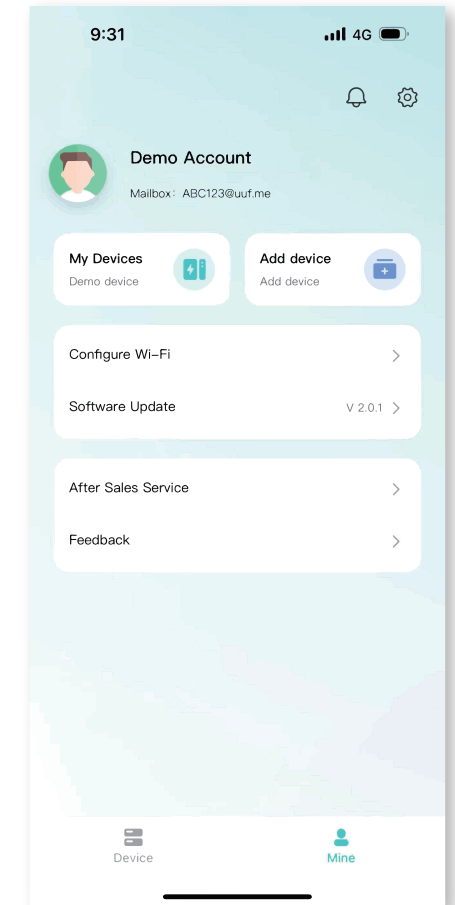 9:31
4G
Demo Account
Mailbox： ABC123@uuf.me
My Devices
Demo device
Add device
Add device
Configure Wi-Fi
Software Update
V 2.0.1
After Sales Service
Feedback
Device
Mine